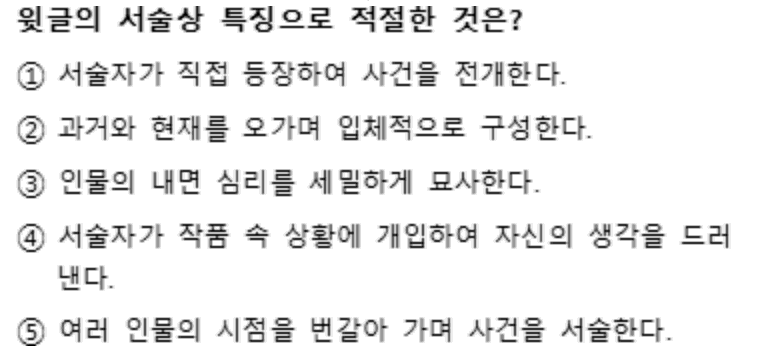 윗글의 서술상 특징으로 적절한 것은?
① 서술자가 직접 등장하여 사건을 전개한다.
② 과거와 현재를 오가며 입체적으로 구성한다.
③ 인물의 내면 심리를 세밀하게 묘사한다.
④ 서술자가 작품 속 상황에 개입하여 자신의 생각을 드러
낸다.
⑤ 여러 인물의 시점을 번갈아 가며 사건을 서술한다.